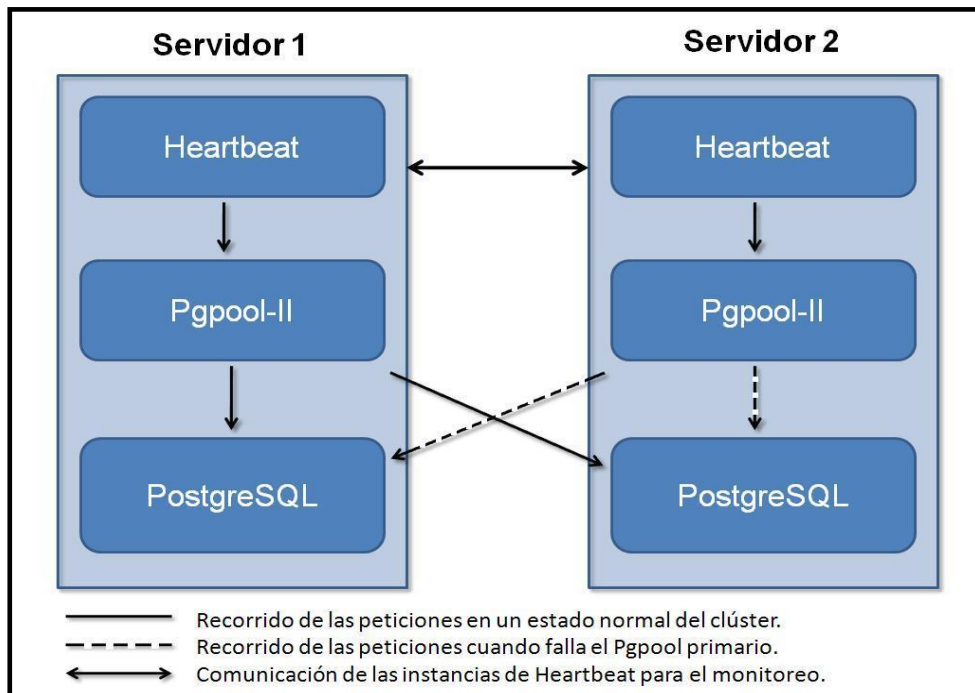 Servidor 1
Servidor 2
Heartbeat
Pgpool-II
PostgreSQL
Heartbeat
Pgpool-II
PostgreSQL
Recorrido de las peticiones en un estado normal del clúster.
Recorrido de las peticiones cuando falla el Pgpool primario.
Comunicación de las instancias de Heartbeat para el monitoreo.